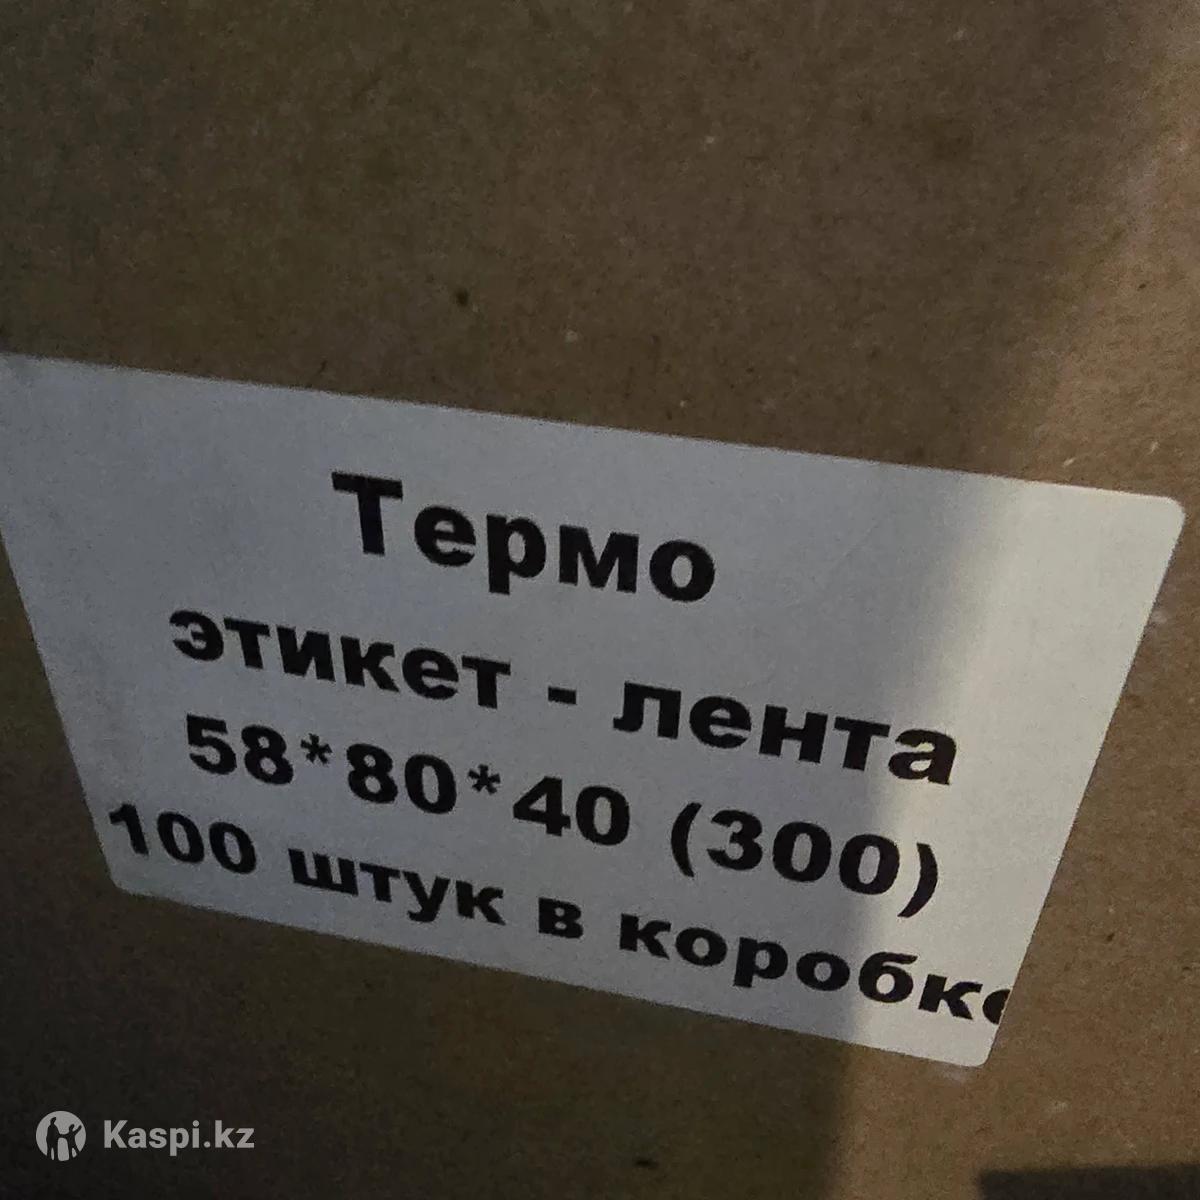 Термо
этикет - лента
58*80*40 (300)
100 штук в коробке
Kaspi.kz